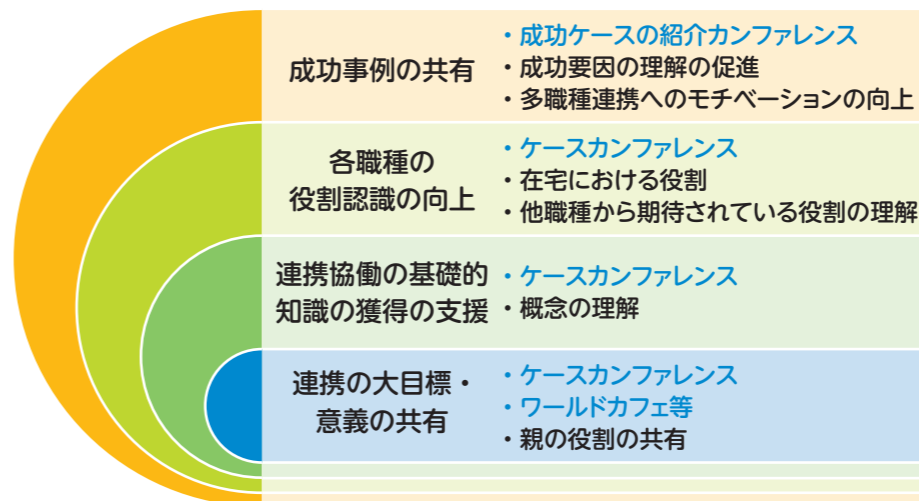 成功事例の共有
・成功ケースの紹介カンファレンス
・成功要因の理解の促進
・多職種連携へのモチベーションの向上
各職種の
役割認識の向上
・ケースカンファレンス
・在宅における役割
・他職種から期待されている役割の理解
連携協働の基礎的
知識の獲得の支援
・ケースカンファレンス
・概念の理解
連携の大目標・
意義の共有
・ケースカンファレンス
・ワールドカフェ等
・親の役割の共有